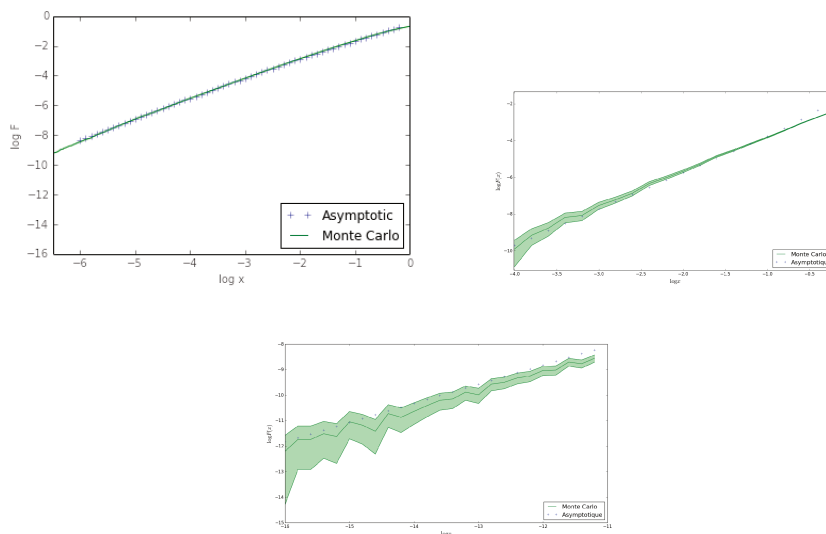 0
−2
−4
−6
−8
−10
−12
−14
−16
log F
Asymptotic
Monte Carlo
−6 −5 −4 −3 −2 −1 0
log x
−2
−4
−6
−8
−10
log F(x)
Monte Carlo
Asymptotique
−4.0 −3.5 −3.0 −2.5 −2.0 −1.5 −1.0 −0.5
log x
−8
−9
−10
−11
−12
−13
−14
−15
log F(x)
Monte Carlo
Asymptotique
−16 −15 −14 −13 −12 −11